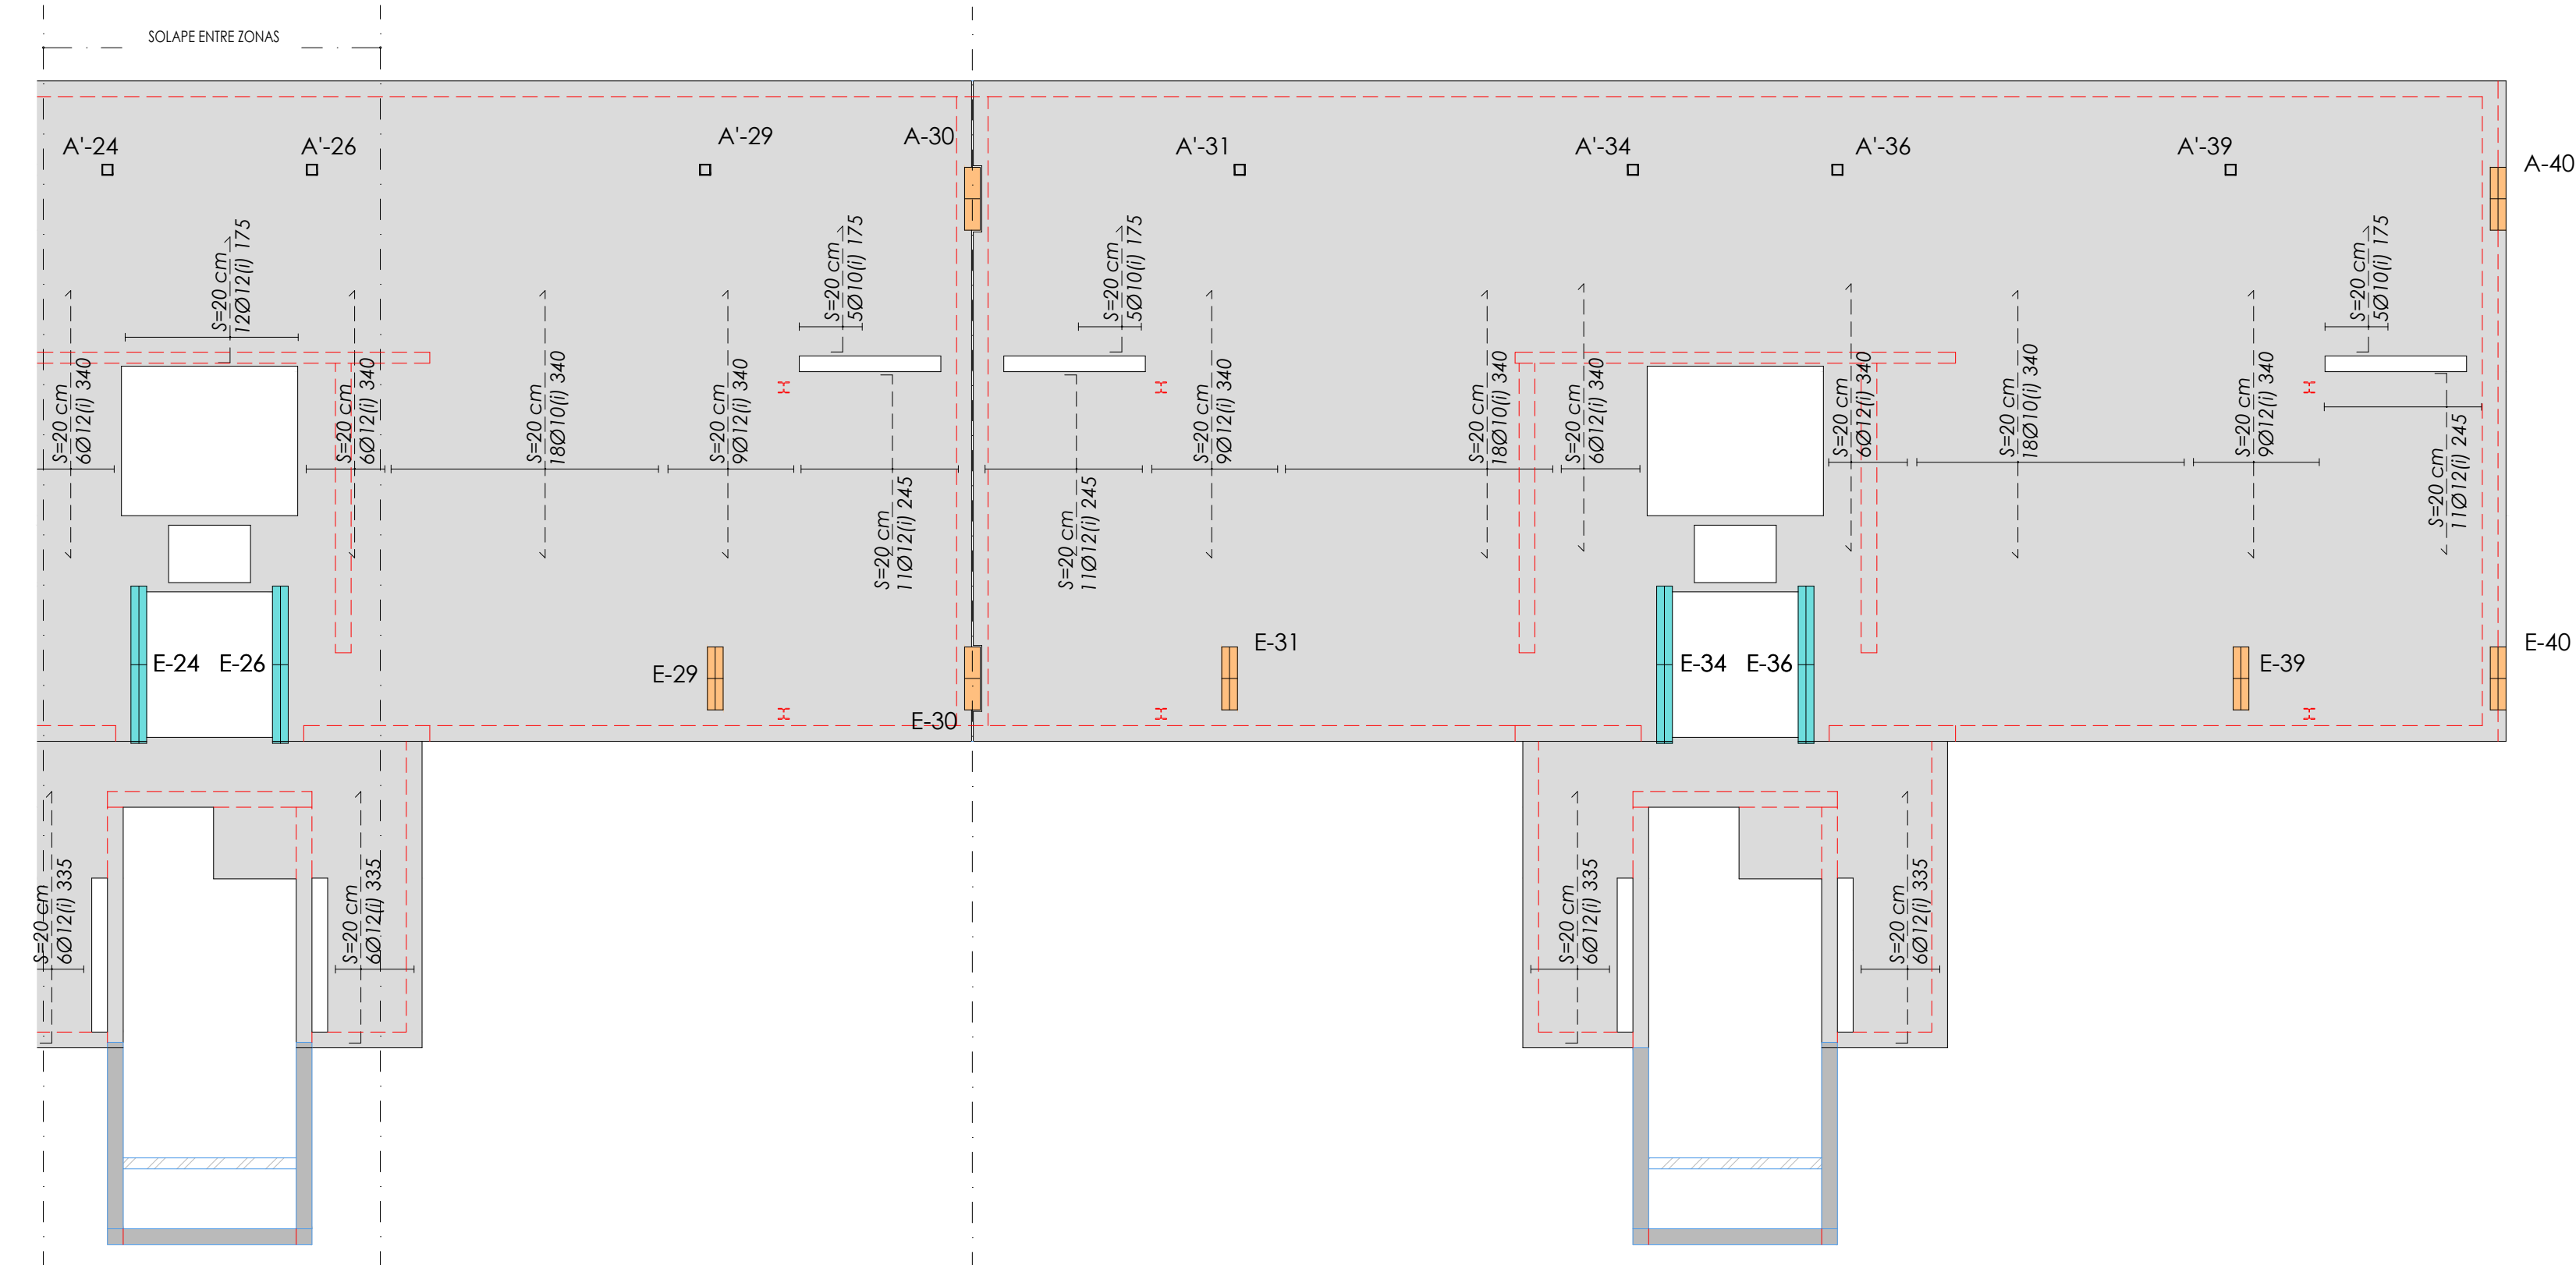 SOLAPE ENTRE ZONAS
A'-24
A'-26
A'-29
A-30
A'-31
A'-34
A'-36
A'-39
A-40
S=20 cm
12Ø12(i) 175
S=20 cm
5Ø10(i) 175
S=20 cm
5Ø10(i) 175
S=20 cm
5Ø10(i) 175
S=20 cm
6Ø12(i) 340
S=20 cm
6Ø12(i) 340
S=20 cm
18Ø10(i) 340
S=20 cm
9Ø12(i) 340
S=20 cm
9Ø12(i) 340
S=20 cm
18Ø10(i) 340
S=20 cm
6Ø12(i) 340
S=20 cm
6Ø12(i) 340
S=20 cm
18Ø10(i) 340
S=20 cm
9Ø12(i) 340
S=20 cm
11Ø12(i) 245
S=20 cm
11Ø12(i) 245
S=20 cm
11Ø12(i) 245
E-24
E-26
E-29
E-30
E-31
E-34
E-36
E-39
E-40
S=20 cm
6Ø12(i) 335
S=20 cm
6Ø12(i) 335
S=20 cm
6Ø12(i) 335
S=20 cm
6Ø12(i) 335